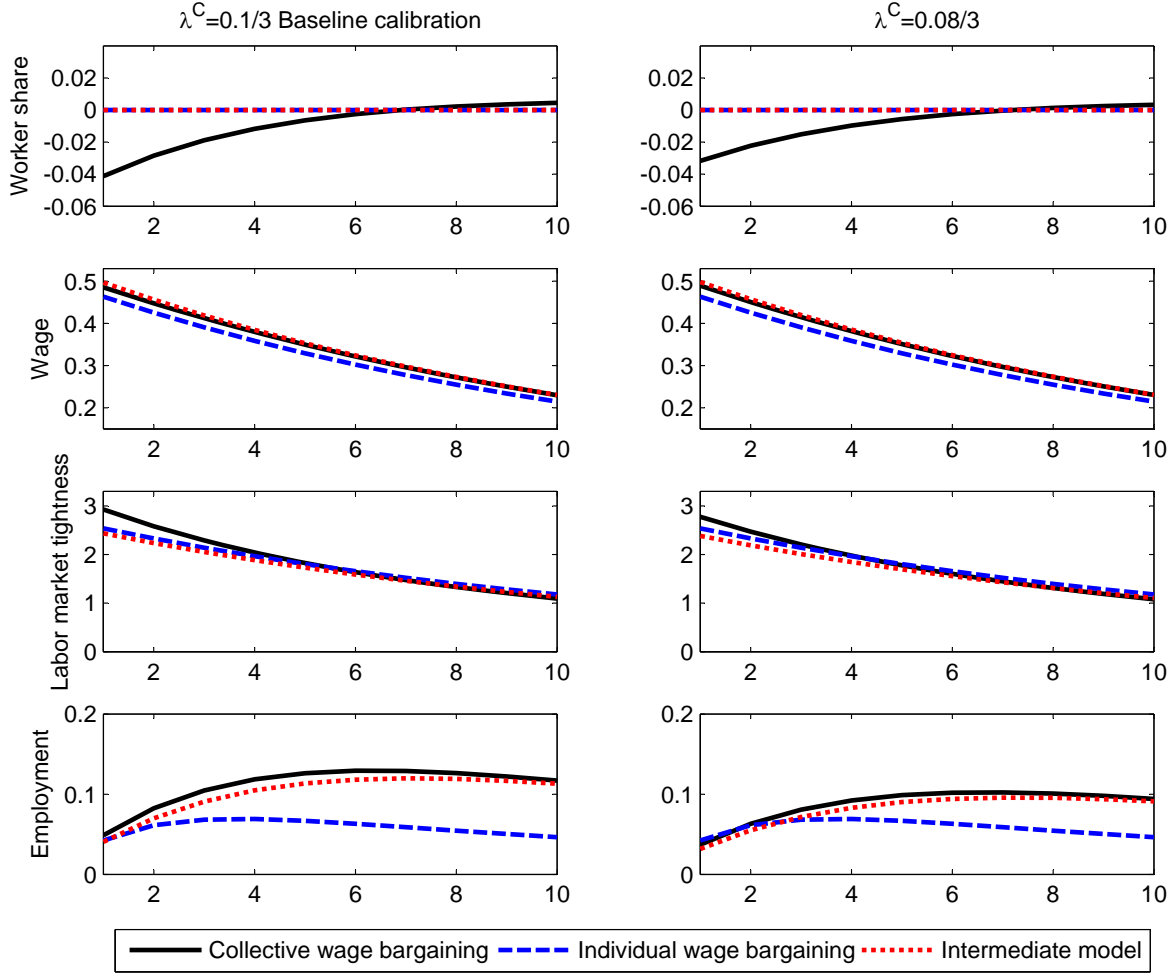 λC=0.1/3 Baseline calibration
λC=0.08/3
Worker share
0.02
0
-0.02
-0.04
-0.06
2 4 6 8 10
0.02
0
-0.02
-0.04
-0.06
2 4 6 8 10
Wage
0.5
0.4
0.3
0.2
2 4 6 8 10
0.5
0.4
0.3
0.2
2 4 6 8 10
Labor market tightness
3
2
1
0
2 4 6 8 10
3
2
1
0
2 4 6 8 10
Employment
0.2
0.1
0
2 4 6 8 10
0.2
0.1
0
2 4 6 8 10
Collective wage bargaining Individual wage bargaining Intermediate model